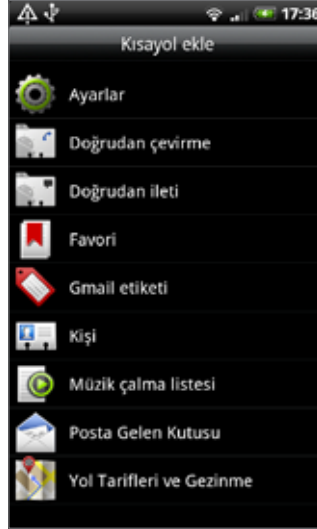 17:36
Kısayol ekle
Ayarlar
Doğrudan çevirme
Doğrudan ileti
Favori
Gmail etiketi
Kişi
Müzik çalma listesi
Posta Gelen Kutusu
Yol Tarifleri ve Gezinme